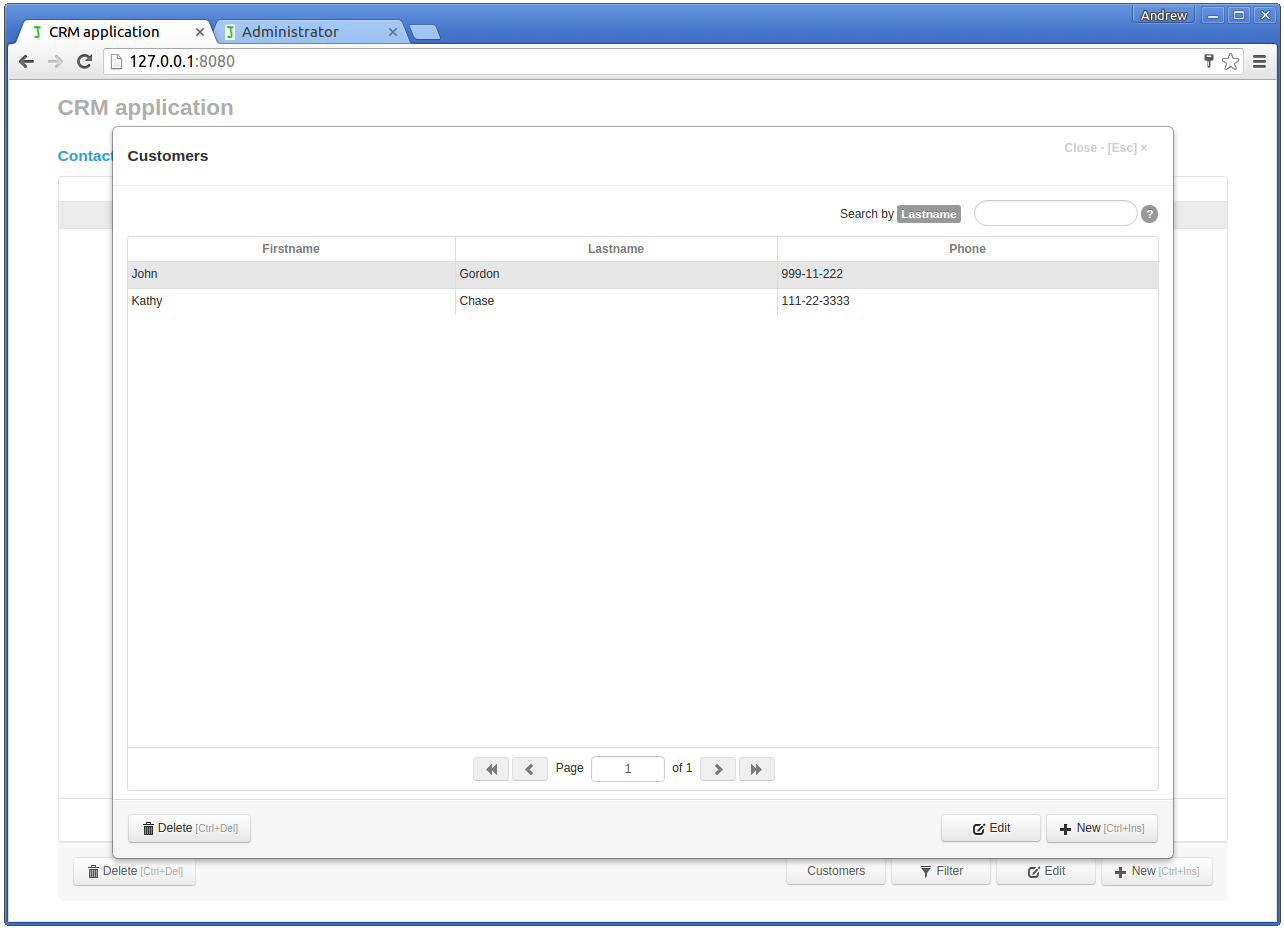 Andrew
CRM application × Administrator ×
127.0.0.1:8080
CRM application
Contact
Customers
Close - [Esc] ×
Search by Lastname ?
Firstname Lastname Phone
John Gordon 999-11-222
Kathy Chase 111-22-3333
Page 1 of 1
Delete [Ctrl+Del] Edit New [Ctrl+Ins]
Delete [Ctrl+Del] Customers Filter Edit New [Ctrl+Ins]